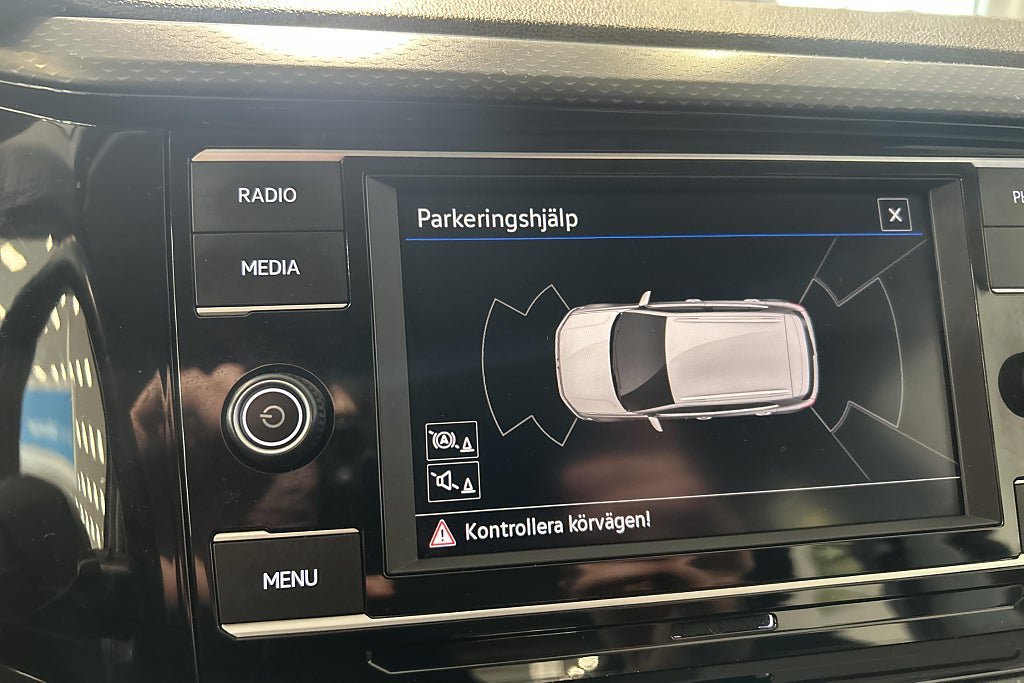 RADIO
MEDIA
MENU
Parkeringshjälp
X
A
Kontrollera körvägen!